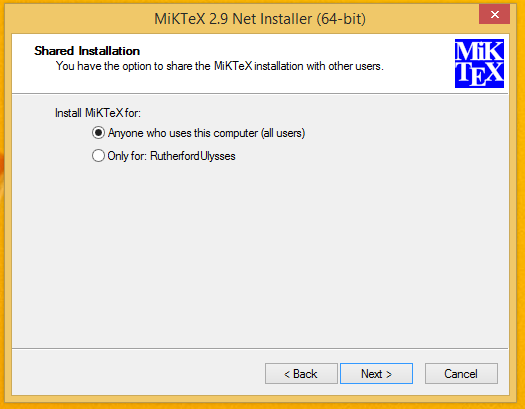 MiKTeX 2.9 Net Installer (64-bit)
Shared Installation
You have the option to share the MiKTeX installation with other users.
MiK
TEX
Install MiKTeX for:
Anyone who uses this computer (all users)
Only for: RutherfordUlysses
< Back
Next >
Cancel